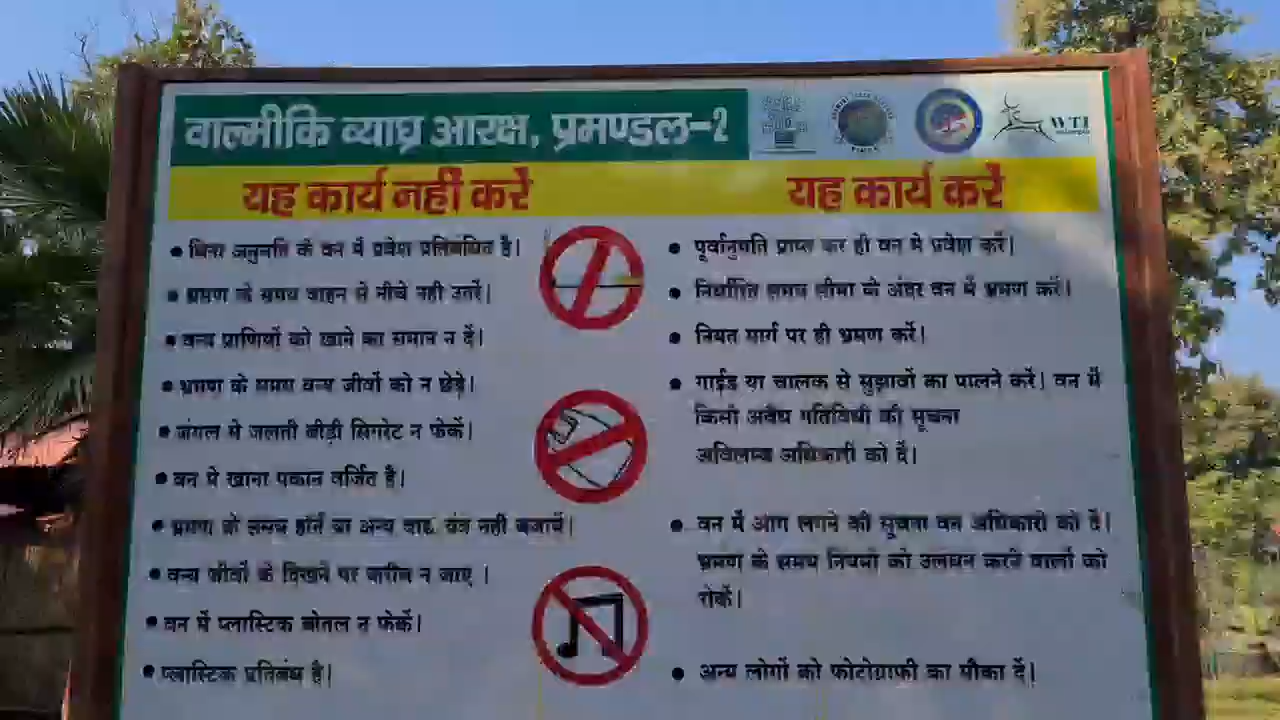 वाल्मीकि व्याघ्र आरक्ष, प्रमण्डल-2
WTI
यह कार्य नहीं करें
बिना अनुमति के वन में प्रवेश प्रतिबंधित है।
भ्रमण के समय वाहन से नीचे नही उतरें।
वन्य प्राणियों को खाने का समान न दें।
भ्रमण के समय वन्य जीवों को न छेड़े।
जंगल मे जलती बीड़ी सिगरेट न फेकें।
वन मे खाना पकान वर्जित है।
भ्रमण के समय हॉर्न या अन्य वाद्य यंत्र नहीं बजायें।
वन्य जीवों के दिखने पर करीब न जाए ।
वन में प्लास्टिक बोतल न फेकें।
प्लास्टिक प्रतिबंध है।
यह कार्य करें
पूर्वानुमति प्राप्त कर ही वन मे प्रवेश करें।
निर्धारित समय सीमा के अंदर वन में भ्रमण करें।
नियत मार्ग पर ही भ्रमण करें।
गाईड या चालक से सुझावों का पालने करें। वन में
किसी अवैध गतिविधी की सूचना
अविलम्ब अधिकारी को दें।
वन में आग लगने की सूचना वन अधिकारी को दें।
भ्रमण के समय नियमो को उलंघन करने वालों को
रोकें।
अन्य लोगों को फोटोग्राफी का मौका दें।